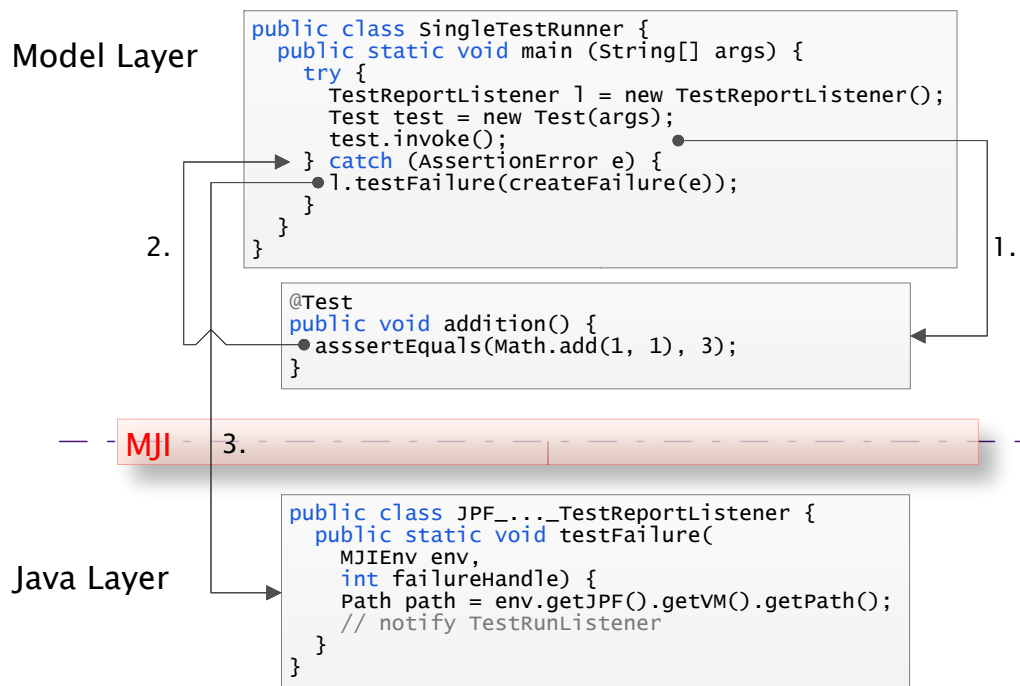 Model Layer
public class SingleTestRunner {
public static void main (String[] args) {
try {
TestReportListener l = new TestReportListener();
Test test = new Test(args);
test.invoke();
} catch (AssertionError e) {
l.testFailure(createFailure(e));
}
}
}
2.
1.
@Test
public void addition() {
asssertEquals(Math.add(1, 1), 3);
}
MJI
3.
Java Layer
public class JPF_..._TestReportListener {
public static void testFailure(
MJIEnv env,
int failureHandle) {
Path path = env.getJPF().getVM().getPath();
// notify TestRunListener
}
}